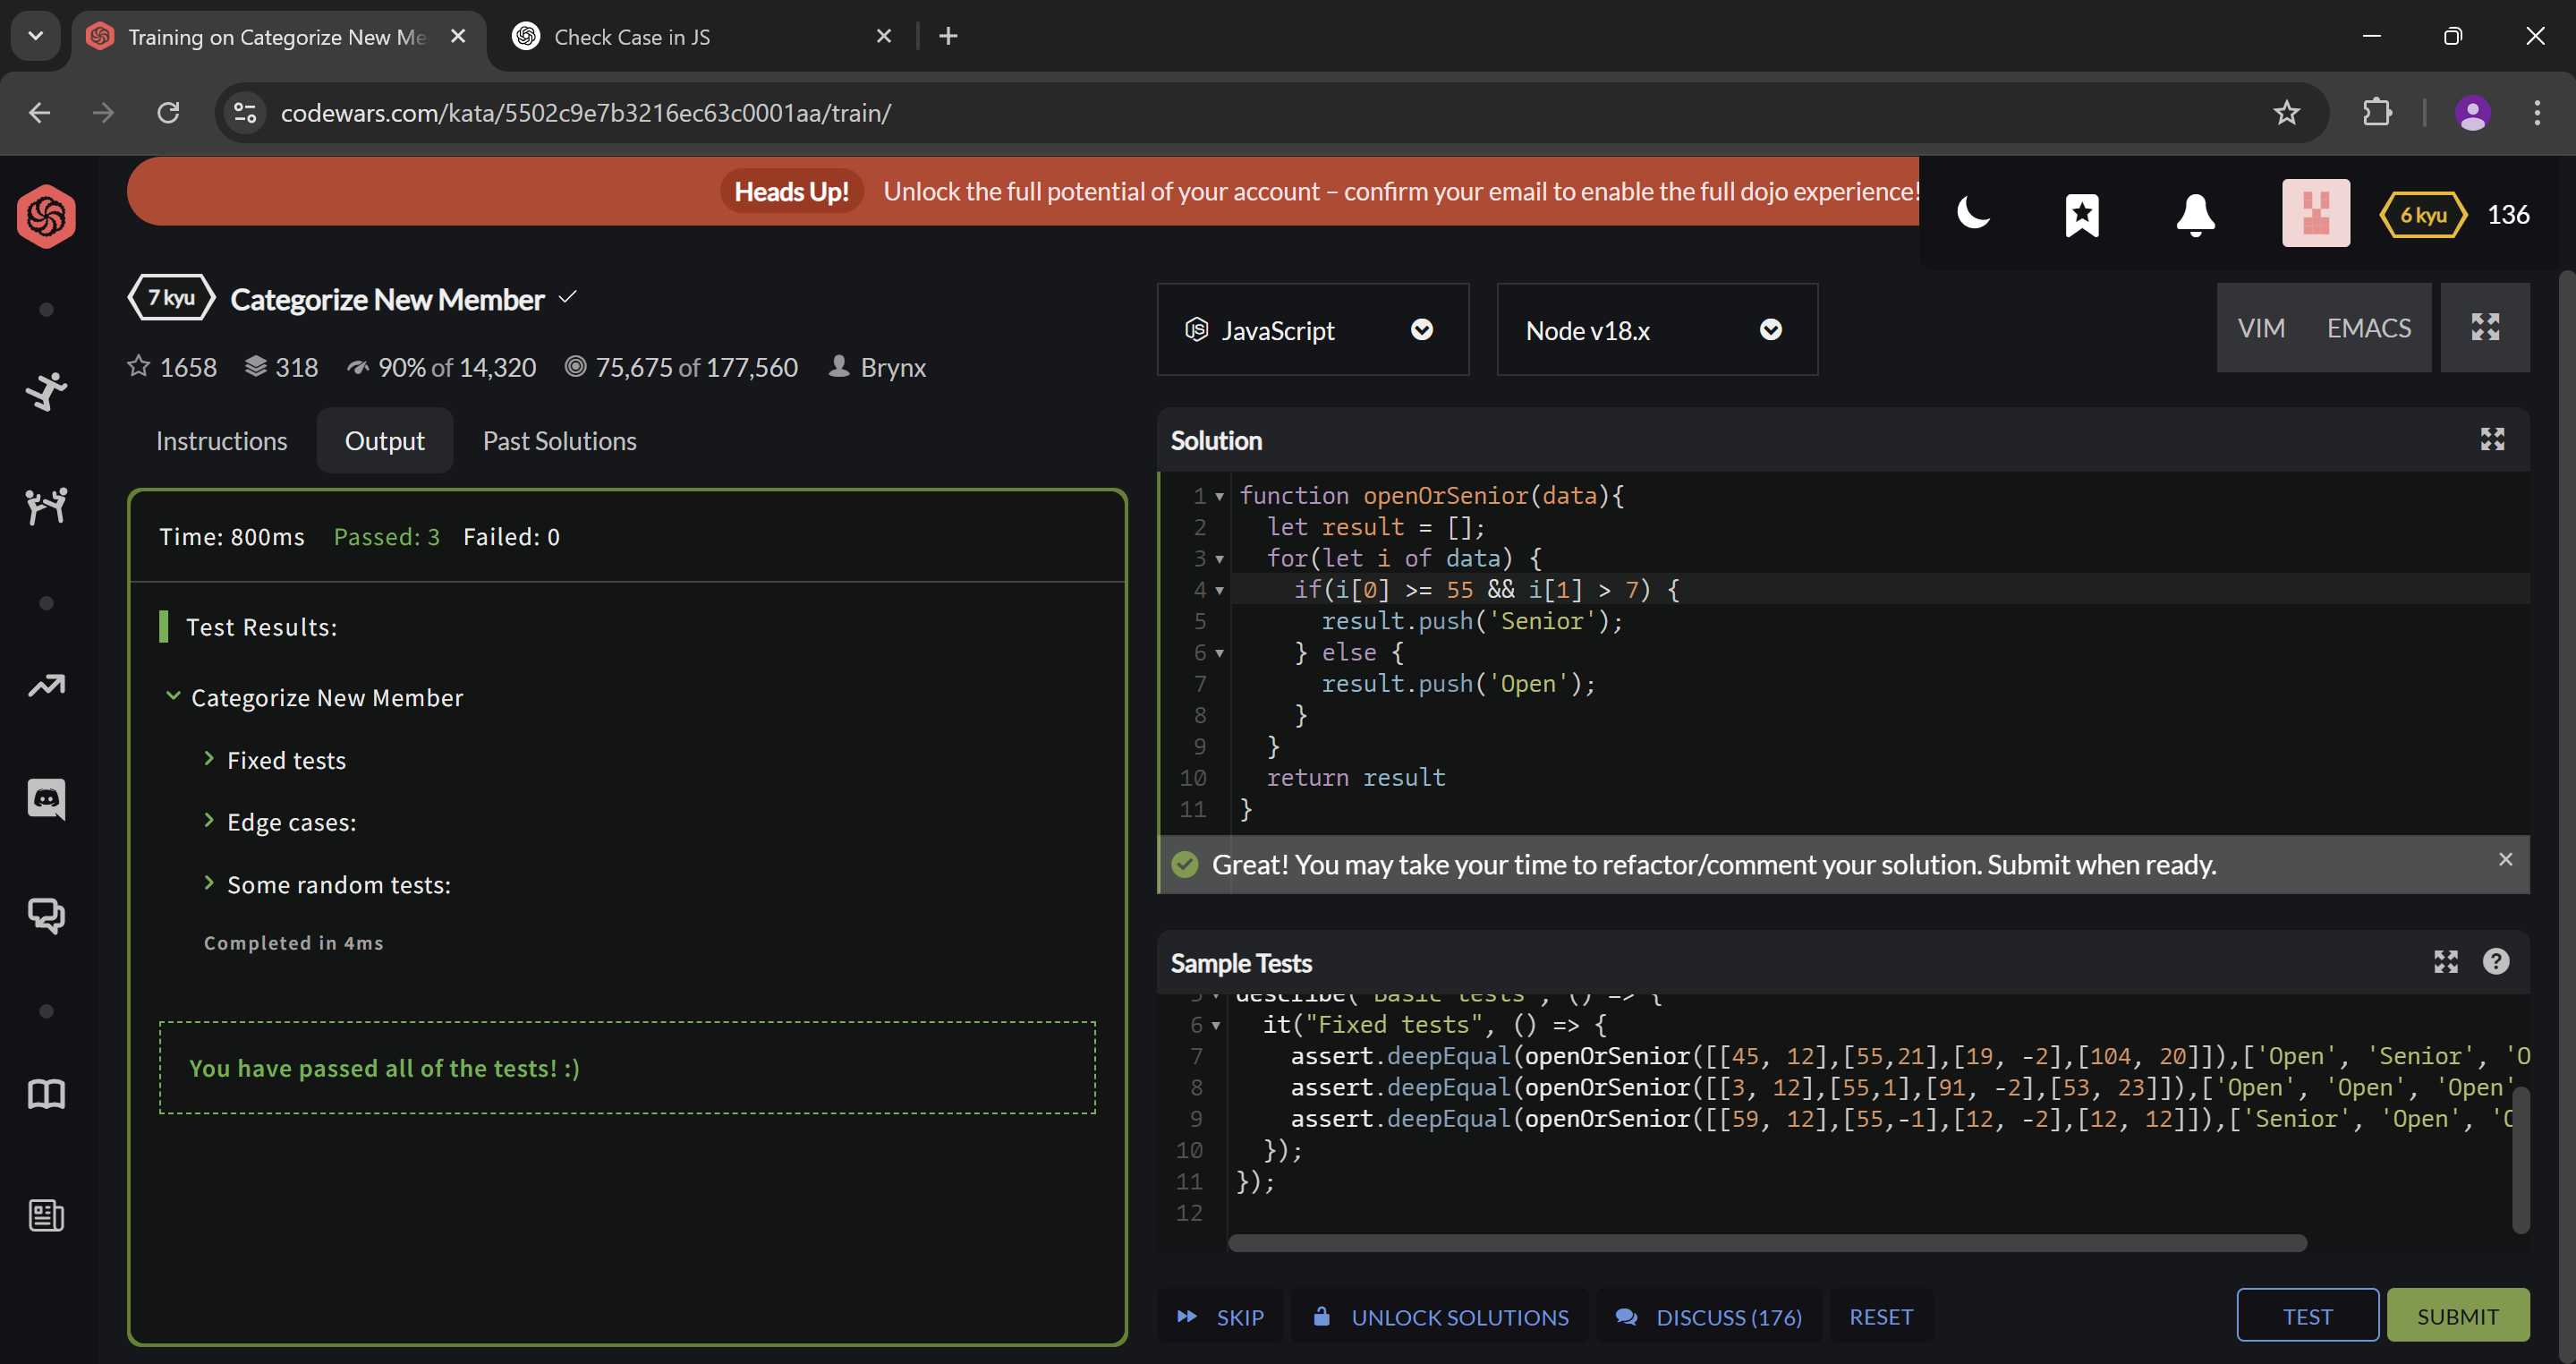 Training on Categorize New Me
Check Case in JS
codewars.com/kata/5502c9e7b3216ec63c0001aa/train/
Heads Up! Unlock the full potential of your account – confirm your email to enable the full dojo experience!
6 kyu 136
7 kyu Categorize New Member
1658 318 90% of 14,320 75,675 of 177,560 Brynx
JavaScript
Node v18.x
VIM EMACS
Instructions Output Past Solutions
Time: 800ms Passed: 3 Failed: 0
Test Results:
Categorize New Member
Fixed tests
Edge cases:
Some random tests:
Completed in 4ms
You have passed all of the tests! :)
Solution
1 function openOrSenior(data){
2 let result = [];
3 for(let i of data) {
4 if(i[0] >= 55 && i[1] > 7) {
5 result.push('Senior');
6 } else {
7 result.push('Open');
8 }
9 }
10 return result
11 }
Great! You may take your time to refactor/comment your solution. Submit when ready.
Sample Tests
5 describe("Basic tests", () => {
6 it("Fixed tests", () => {
7 assert.deepEqual(openOrSenior([[45, 12],[55,21],[19, -2],[104, 20]]),['Open', 'Senior', 'O
8 assert.deepEqual(openOrSenior([[3, 12],[55,1],[91, -2],[53, 23]]),['Open', 'Open', 'Open'
9 assert.deepEqual(openOrSenior([[59, 12],[55,-1],[12, -2],[12, 12]]),['Senior', 'Open', 'O
10 });
11 });
12
SKIP UNLOCK SOLUTIONS DISCUSS (176) RESET TEST SUBMIT